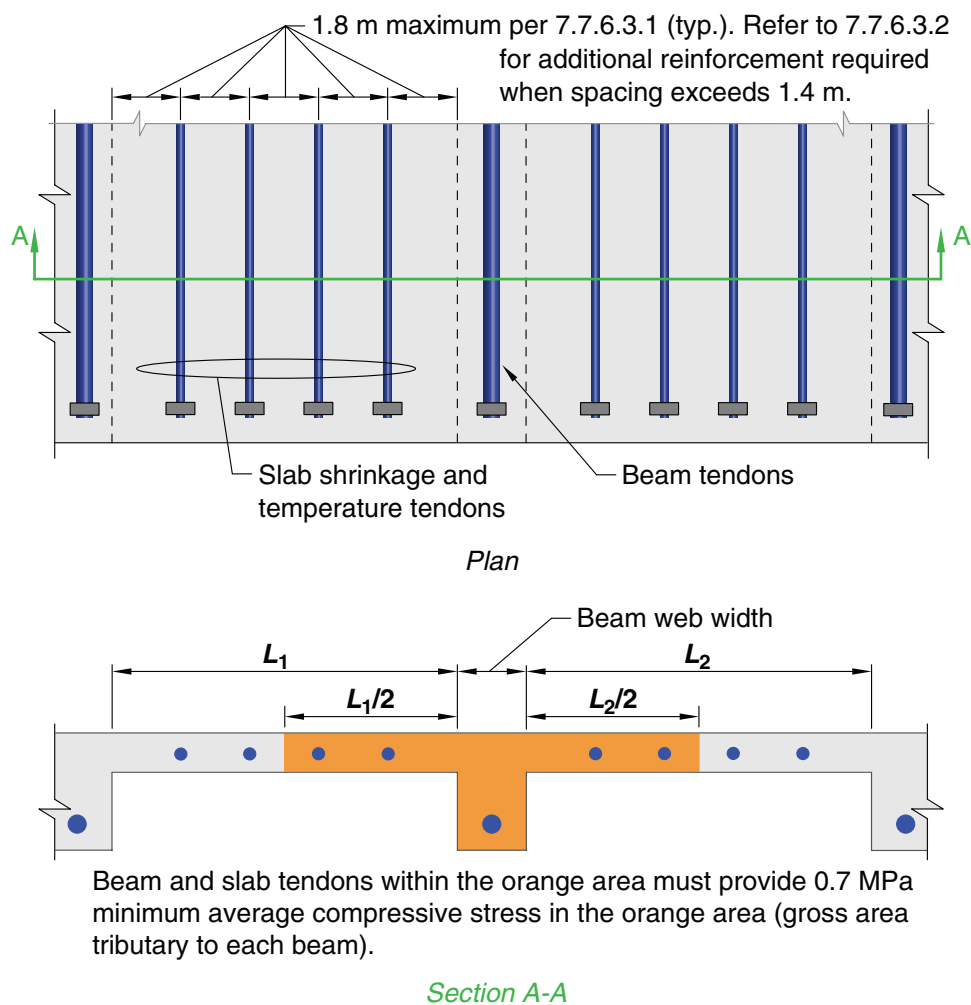 1.8 m maximum per 7.7.6.3.1 (typ.). Refer to 7.7.6.3.2
for additional reinforcement required
when spacing exceeds 1.4 m.
A
A
Slab shrinkage and
temperature tendons
Beam tendons
Plan
Beam web width
L1
L2
L1/2
L2/2
Beam and slab tendons within the orange area must provide 0.7 MPa
minimum average compressive stress in the orange area (gross area
tributary to each beam).
Section A-A